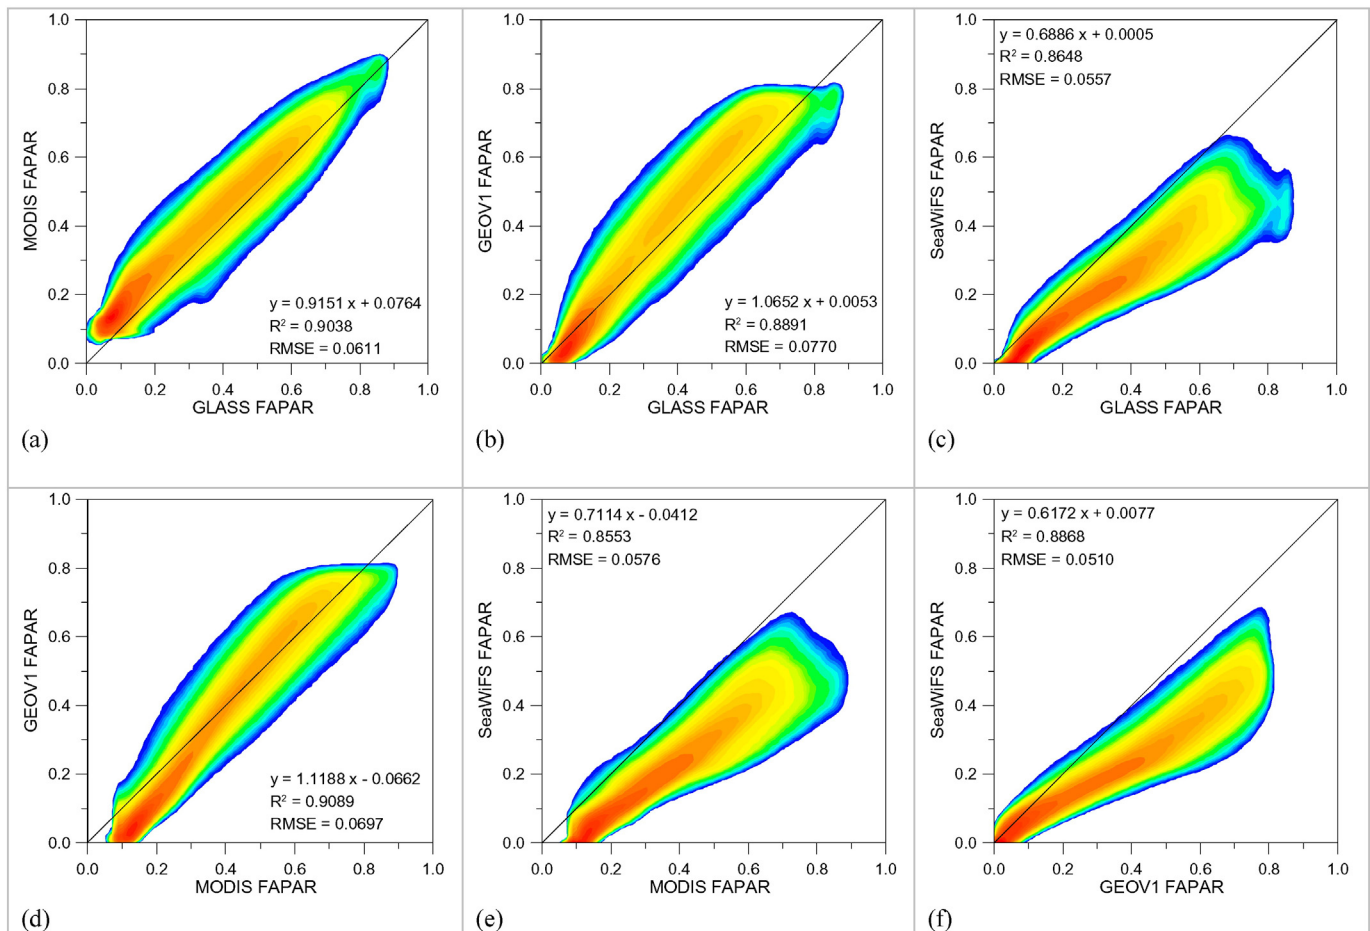 1.0
0.8
0.6
0.4
0.2
0.0
MODIS FAPAR
y = 0.9151 x + 0.0764
R² = 0.9038
RMSE = 0.0611
0.0 0.2 0.4 0.6 0.8 1.0
GLASS FAPAR
(a)
1.0
0.8
0.6
0.4
0.2
0.0
GEOV1 FAPAR
y = 1.0652 x + 0.0053
R² = 0.8891
RMSE = 0.0770
0.0 0.2 0.4 0.6 0.8 1.0
GLASS FAPAR
(b)
1.0
0.8
0.6
0.4
0.2
0.0
SeaWiFS FAPAR
y = 0.6886 x + 0.0005
R² = 0.8648
RMSE = 0.0557
0.0 0.2 0.4 0.6 0.8 1.0
GLASS FAPAR
(c)
1.0
0.8
0.6
0.4
0.2
0.0
GEOV1 FAPAR
y = 1.1188 x - 0.0662
R² = 0.9089
RMSE = 0.0697
0.0 0.2 0.4 0.6 0.8 1.0
MODIS FAPAR
(d)
1.0
0.8
0.6
0.4
0.2
0.0
SeaWiFS FAPAR
y = 0.7114 x - 0.0412
R² = 0.8553
RMSE = 0.0576
0.0 0.2 0.4 0.6 0.8 1.0
MODIS FAPAR
(e)
1.0
0.8
0.6
0.4
0.2
0.0
SeaWiFS FAPAR
y = 0.6172 x + 0.0077
R² = 0.8868
RMSE = 0.0510
0.0 0.2 0.4 0.6 0.8 1.0
GEOV1 FAPAR
(f)